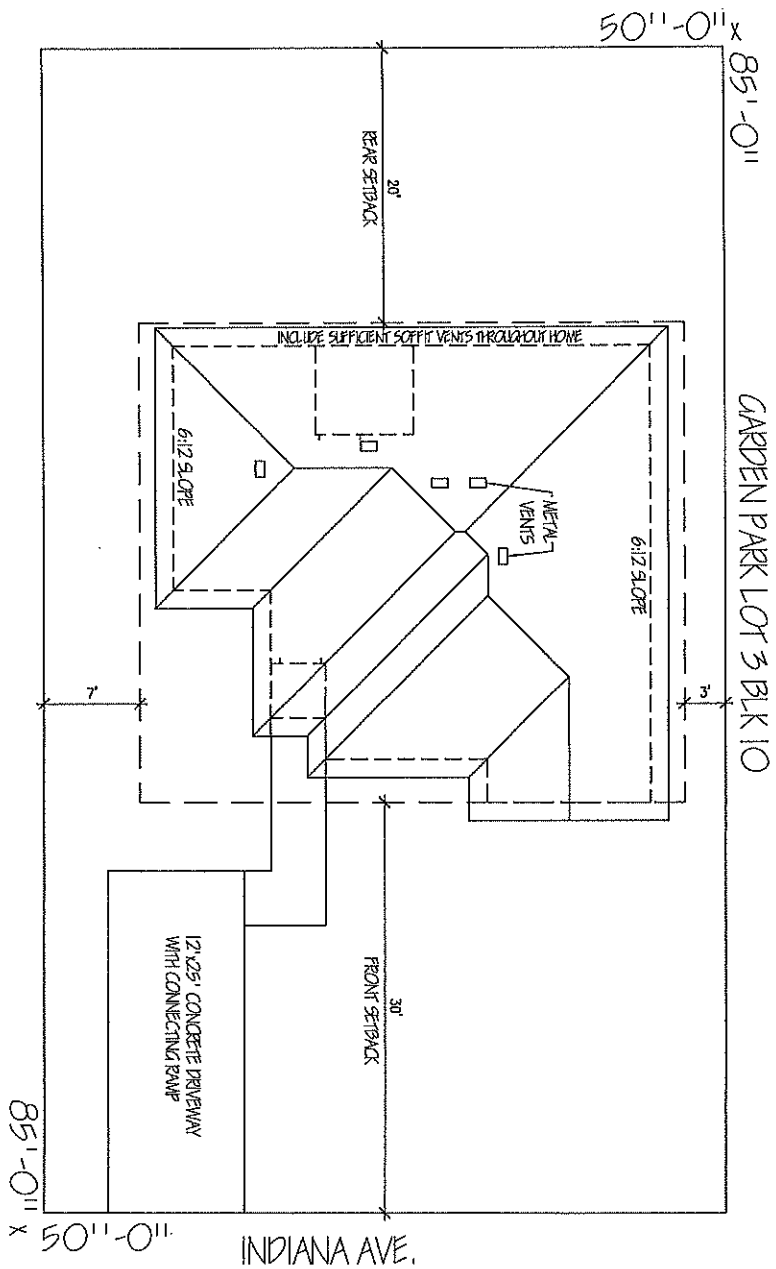 50''-0'' x
85'-0''
REAR SETBACK
20'
INCLUDE SUFFICIENT SOFFIT VENTS THROUGHOUT HOME
GARDEN PARK LOT 3 BLK 10
6:12 SLOPE
METAL
VENTS
6:12 SLOPE
7'
3'
FRONT SETBACK
30'
12'x25' CONCRETE DRIVEWAY
WITH CONNECTING RAMP
85'-0'' x
50''-0''
INDIANA AVE.